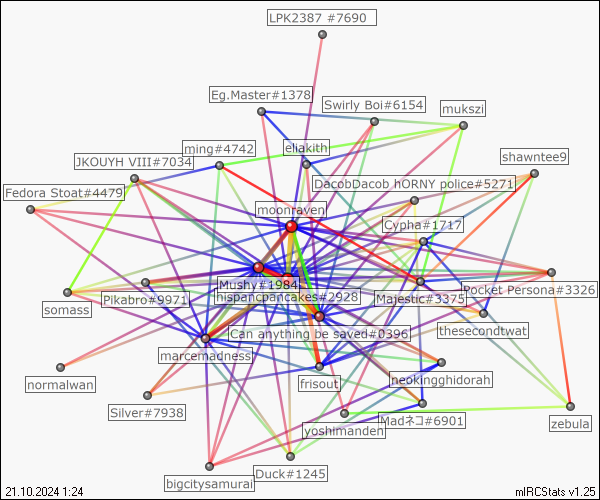 LPK2387 #7690
Eg.Master#1378
Swirly Boi#6154
mukszi
ming#4742
eliakith
shawntee9
JKOUYH VIII#7034
DacobDacob hORNY police#5271
Fedora Stoat#4479
moonraven
Cypha#1717
Mushy#1984
Pocket Persona#3326
hispancpancakes#2928
Majestic#3375
Pikabro#9971
somass
thesecondtwat
Can anything be saved#0396
marcemadness
frisout
neokingghidorah
normalwan
Silver#7938
Madネコ#6901
zebula
yoshimanden
Duck#1245
bigcitysamurai
21.10.2024 1:24
mIRCStats v1.25